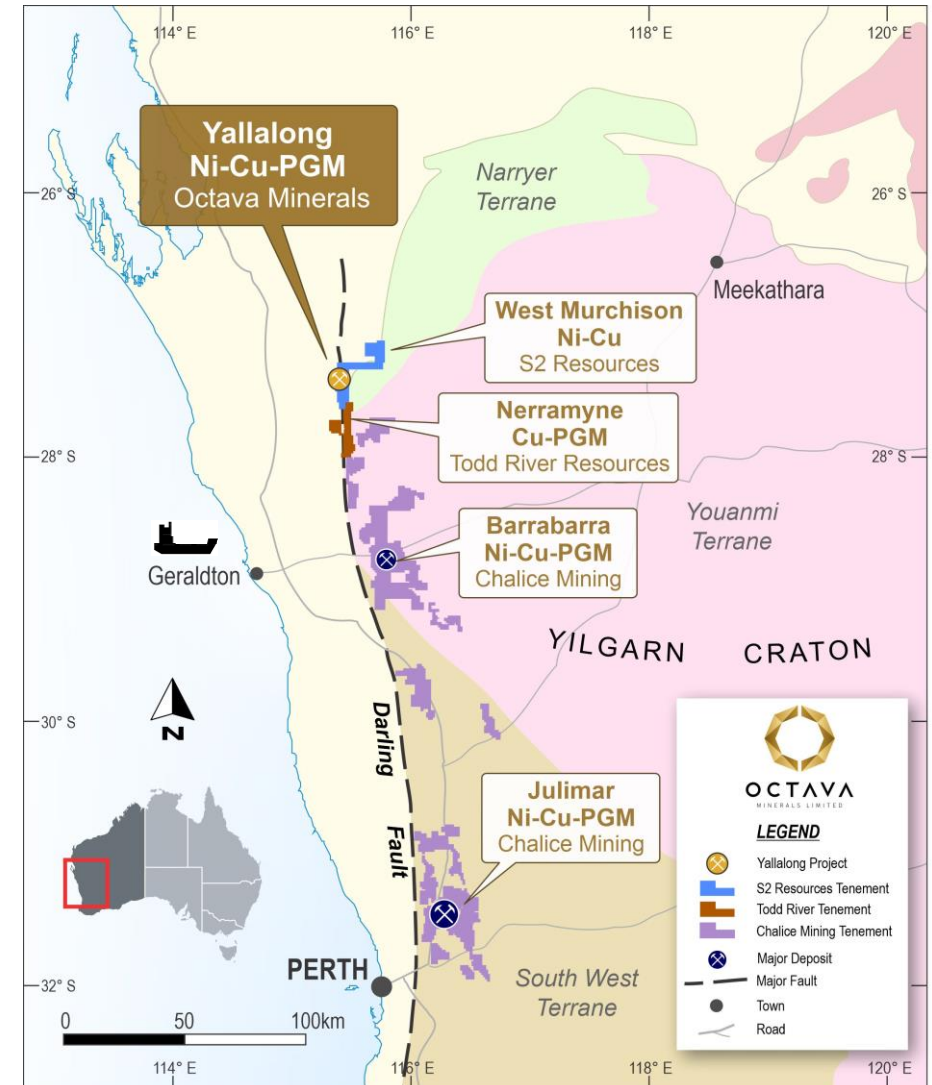 114° E
116° E
118° E
120° E
Yallalong
Ni-Cu-PGM
Octava Minerals
Narryer
Terrane
26° S
26° S
Meekathara
West Murchison
Ni-Cu
S2 Resources
Nerramyne
Cu-PGM
Todd River Resources
28° S
28° S
Youanmi
Terrane
Barrabarra
Ni-Cu-PGM
Chalice Mining
Geraldton
YILGARN CRATON
30° S
Darling
Fault
N
Julimar
Ni-Cu-PGM
Chalice Mining
PERTH
South West
Terrane
32° S
0 50 100km
114° E
116° E
118° E
120° E
OCTAVA
MINERALS LIMITED
LEGEND
Yallalong Project
S2 Resources Tenement
Todd River Tenement
Chalice Mining Tenement
Major Deposit
Major Fault
Town
Road